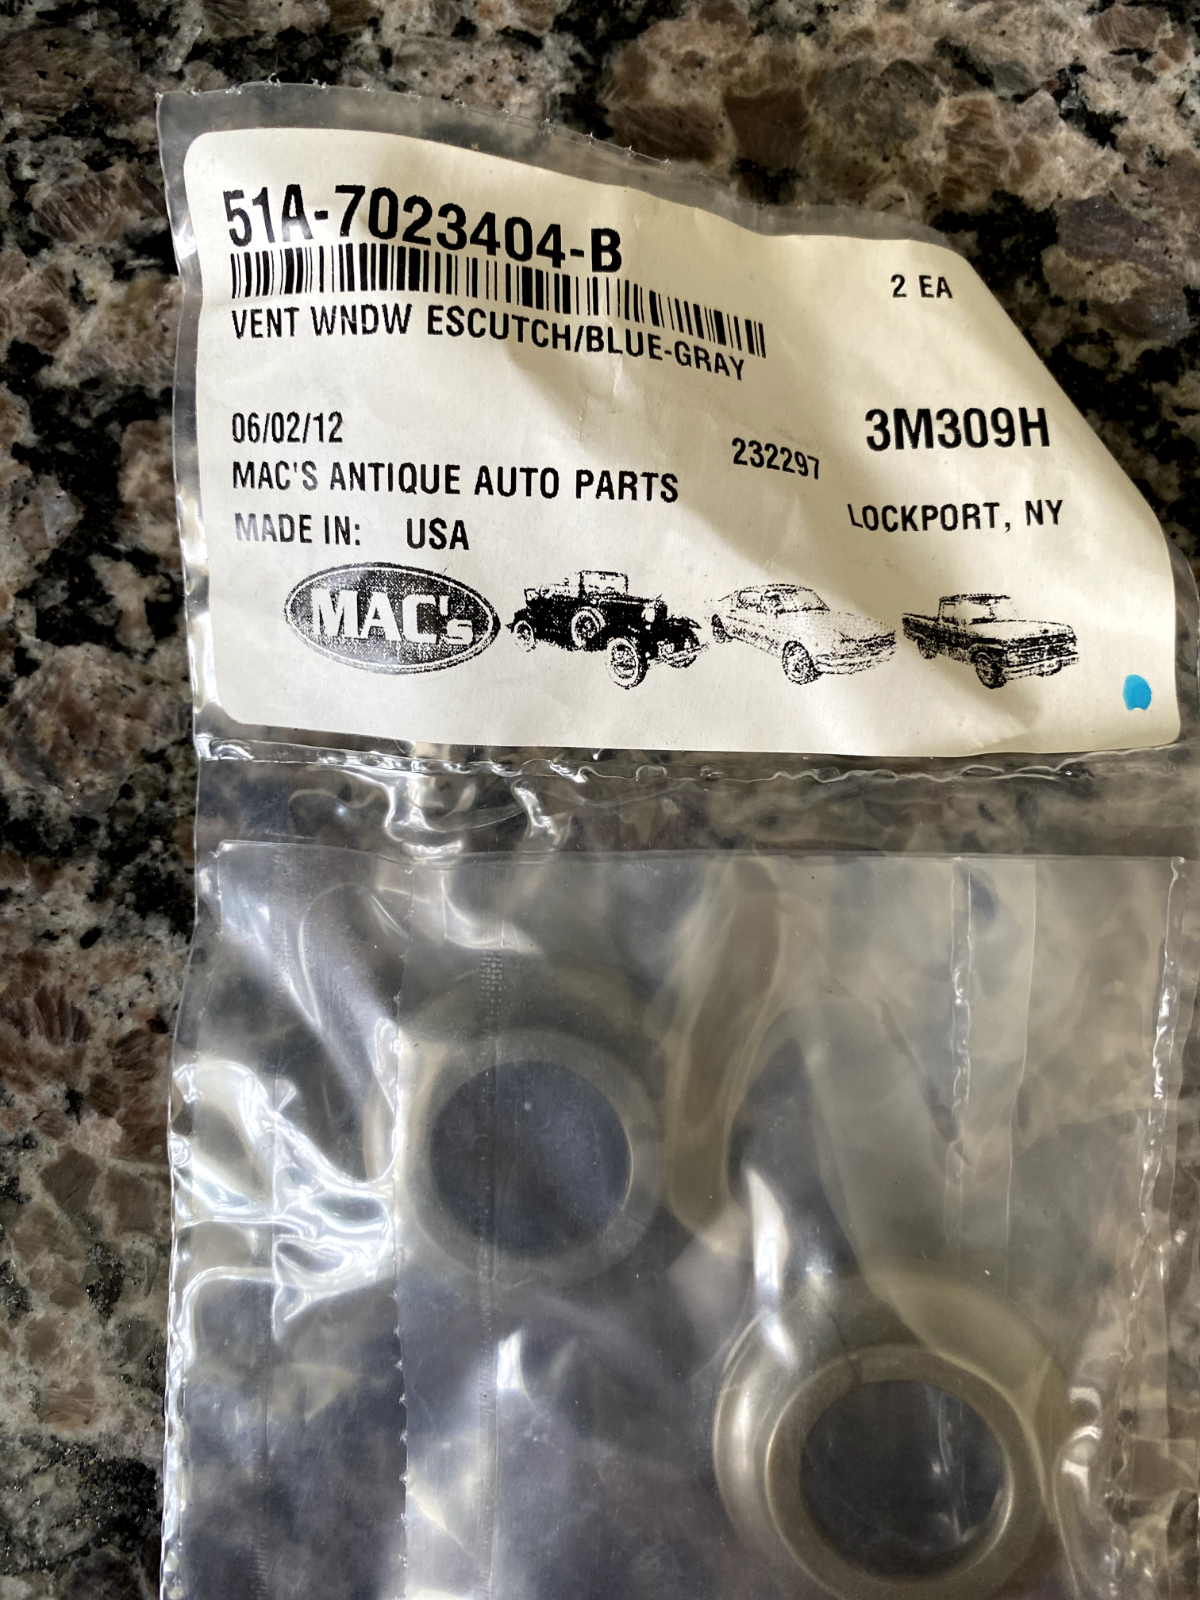 51A-7023404-B
2 EA
VENT WNDW ESCUTCH/BLUE-GRAY
06/02/12
232297
3M309H
MAC'S ANTIQUE AUTO PARTS
LOCKPORT, NY
MADE IN: USA
MAC's